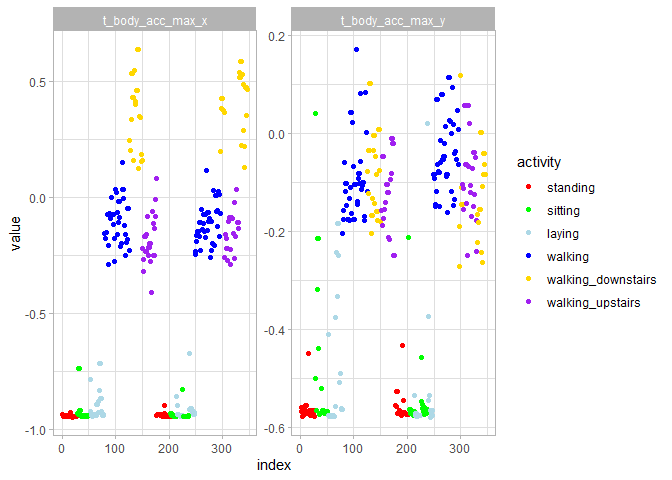 t_body_acc_max_x
t_body_acc_max_y
value
0.5
0.0
-0.5
-1.0
0.2
0.0
-0.2
-0.4
-0.6
0 100 200 300
0 100 200 300
index
activity
standing
sitting
laying
walking
walking_downstairs
walking_upstairs